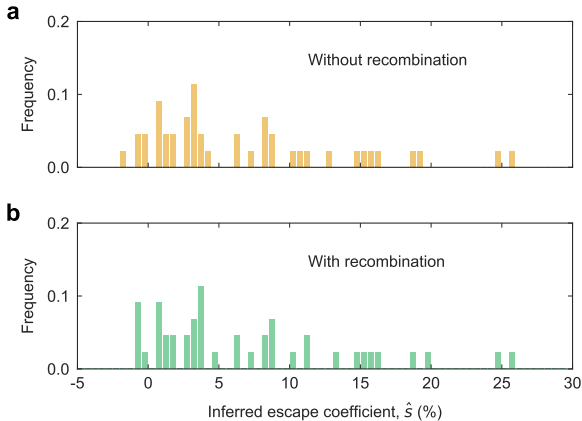 a
0.2
Without recombination
0.1
Frequency
0.0
b
0.2
With recombination
0.1
Frequency
0.0
-5 0 5 10 15 20 25 30
Inferred escape coefficient, ŝ (%)